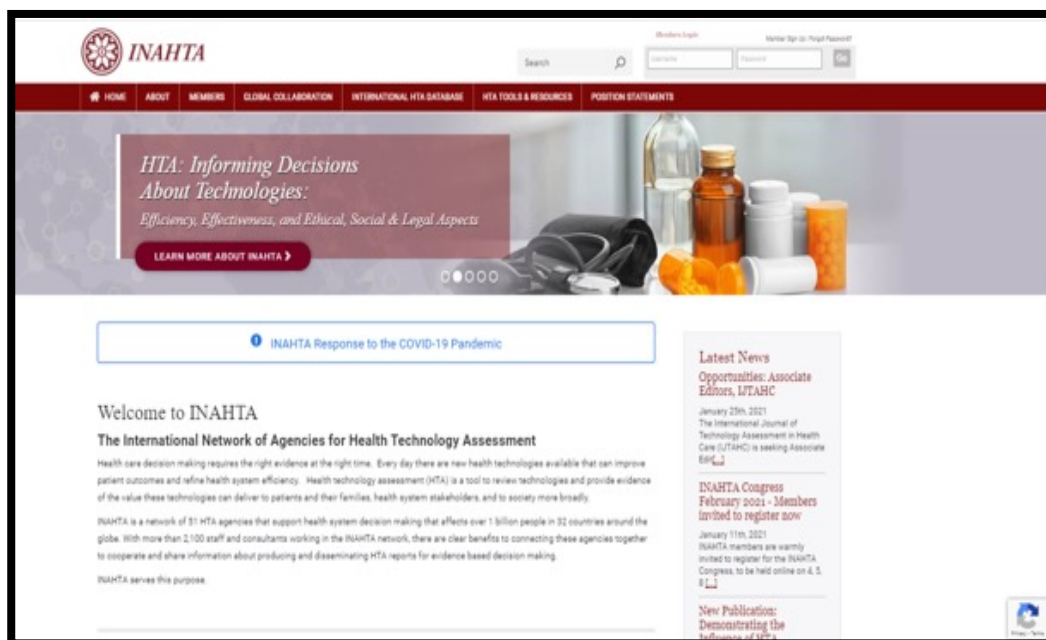 INAHTA
Members Login
Member Sign Up | Forgot Password?
Search
Username
Password
Go
HOME
ABOUT
MEMBERS
GLOBAL COLLABORATION
INTERNATIONAL HTA DATABASE
HTA TOOLS & RESOURCES
POSITION STATEMENTS
HTA: Informing Decisions
About Technologies:
Efficiency, Effectiveness, and Ethical, Social & Legal Aspects
LEARN MORE ABOUT INAHTA
INAHTA Response to the COVID-19 Pandemic
Welcome to INAHTA
The International Network of Agencies for Health Technology Assessment
Health care decision making requires the right evidence at the right time. Every day there are new health technologies available that can improve
patient outcomes and refine health system efficiency. Health technology assessment (HTA) is a tool to review technologies and provide evidence
of the value these technologies can deliver to patients and their families, health system stakeholders, and to society more broadly.
INAHTA is a network of 51 HTA agencies that support health system decision making that affects over 1 billion people in 32 countries around the
globe. With more than 2,100 staff and consultants working in the INAHTA network, there are clear benefits to connecting these agencies together
to cooperate and share information about producing and disseminating HTA reports for evidence based decision making.
INAHTA serves this purpose.
Latest News
Opportunities: Associate
Editors, IJTAHC
January 25th, 2021
The International Journal of
Technology Assessment in Health
Care (IJTAHC) is seeking Associate
Edit[...]
INAHTA Congress
February 2021 - Members
invited to register now
January 11th, 2021
INAHTA members are warmly
invited to register for the INAHTA
Congress, to be held online on 4, 5,
8 [...]
New Publication:
Demonstrating the
Influence of HTA
Privacy - Terms